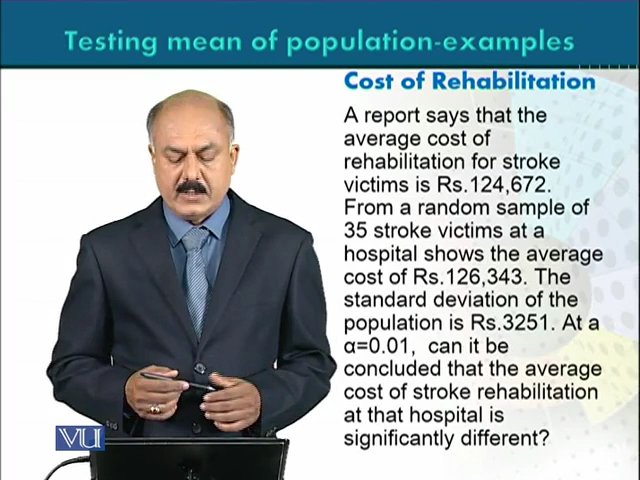 Testing mean of population-examples
Cost of Rehabilitation
A report says that the
average cost of
rehabilitation for stroke
victims is Rs.124,672.
From a random sample of
35 stroke victims at a
hospital shows the average
cost of Rs.126,343. The
standard deviation of the
population is Rs.3251. At a
α=0.01,  can it be
concluded that the average
cost of stroke rehabilitation
at that hospital is
significantly different?
VU